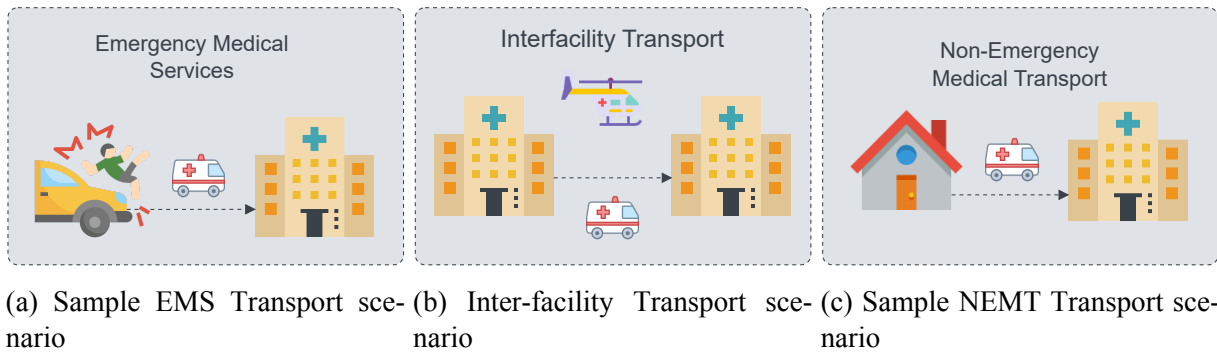 Emergency Medical
Services
Interfacility Transport
Non-Emergency
Medical Transport
(a) Sample EMS Transport sce-
nario
(b) Inter-facility Transport sce-
nario
(c) Sample NEMT Transport sce-
nario